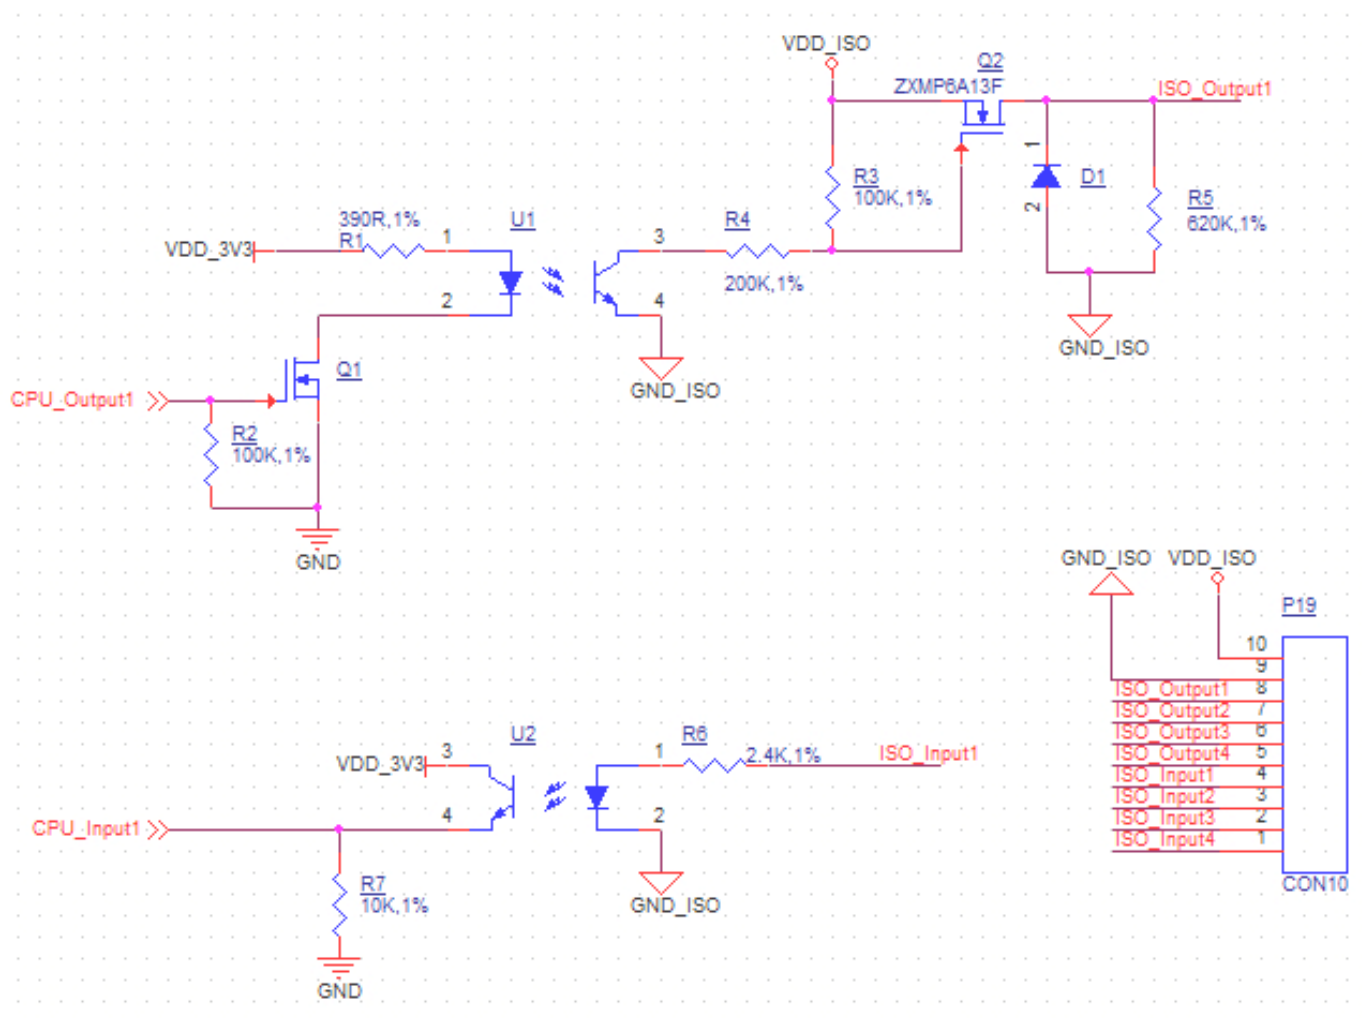 VDD_ISO
Q2
ZXMP6A13F
ISO_Output1
1
D1
2
R3
100K,1%
R5
620K,1%
390R,1%
R1
VDD_3V3
1
U1
3
R4
200K,1%
2
4
GND_ISO
GND_ISO
Q1
CPU_Output1
R2
100K,1%
GND
GND_ISO
VDD_ISO
P19
10
9
ISO_Output1 8
ISO_Output2 7
ISO_Output3 6
ISO_Output4 5
ISO_Input1 4
ISO_Input2 3
ISO_Input3 2
ISO_Input4 1
CON10
U2
VDD_3V3
3
1
R6
2.4K,1%
ISO_Input1
CPU_Input1
4
2
R7
10K,1%
GND_ISO
GND